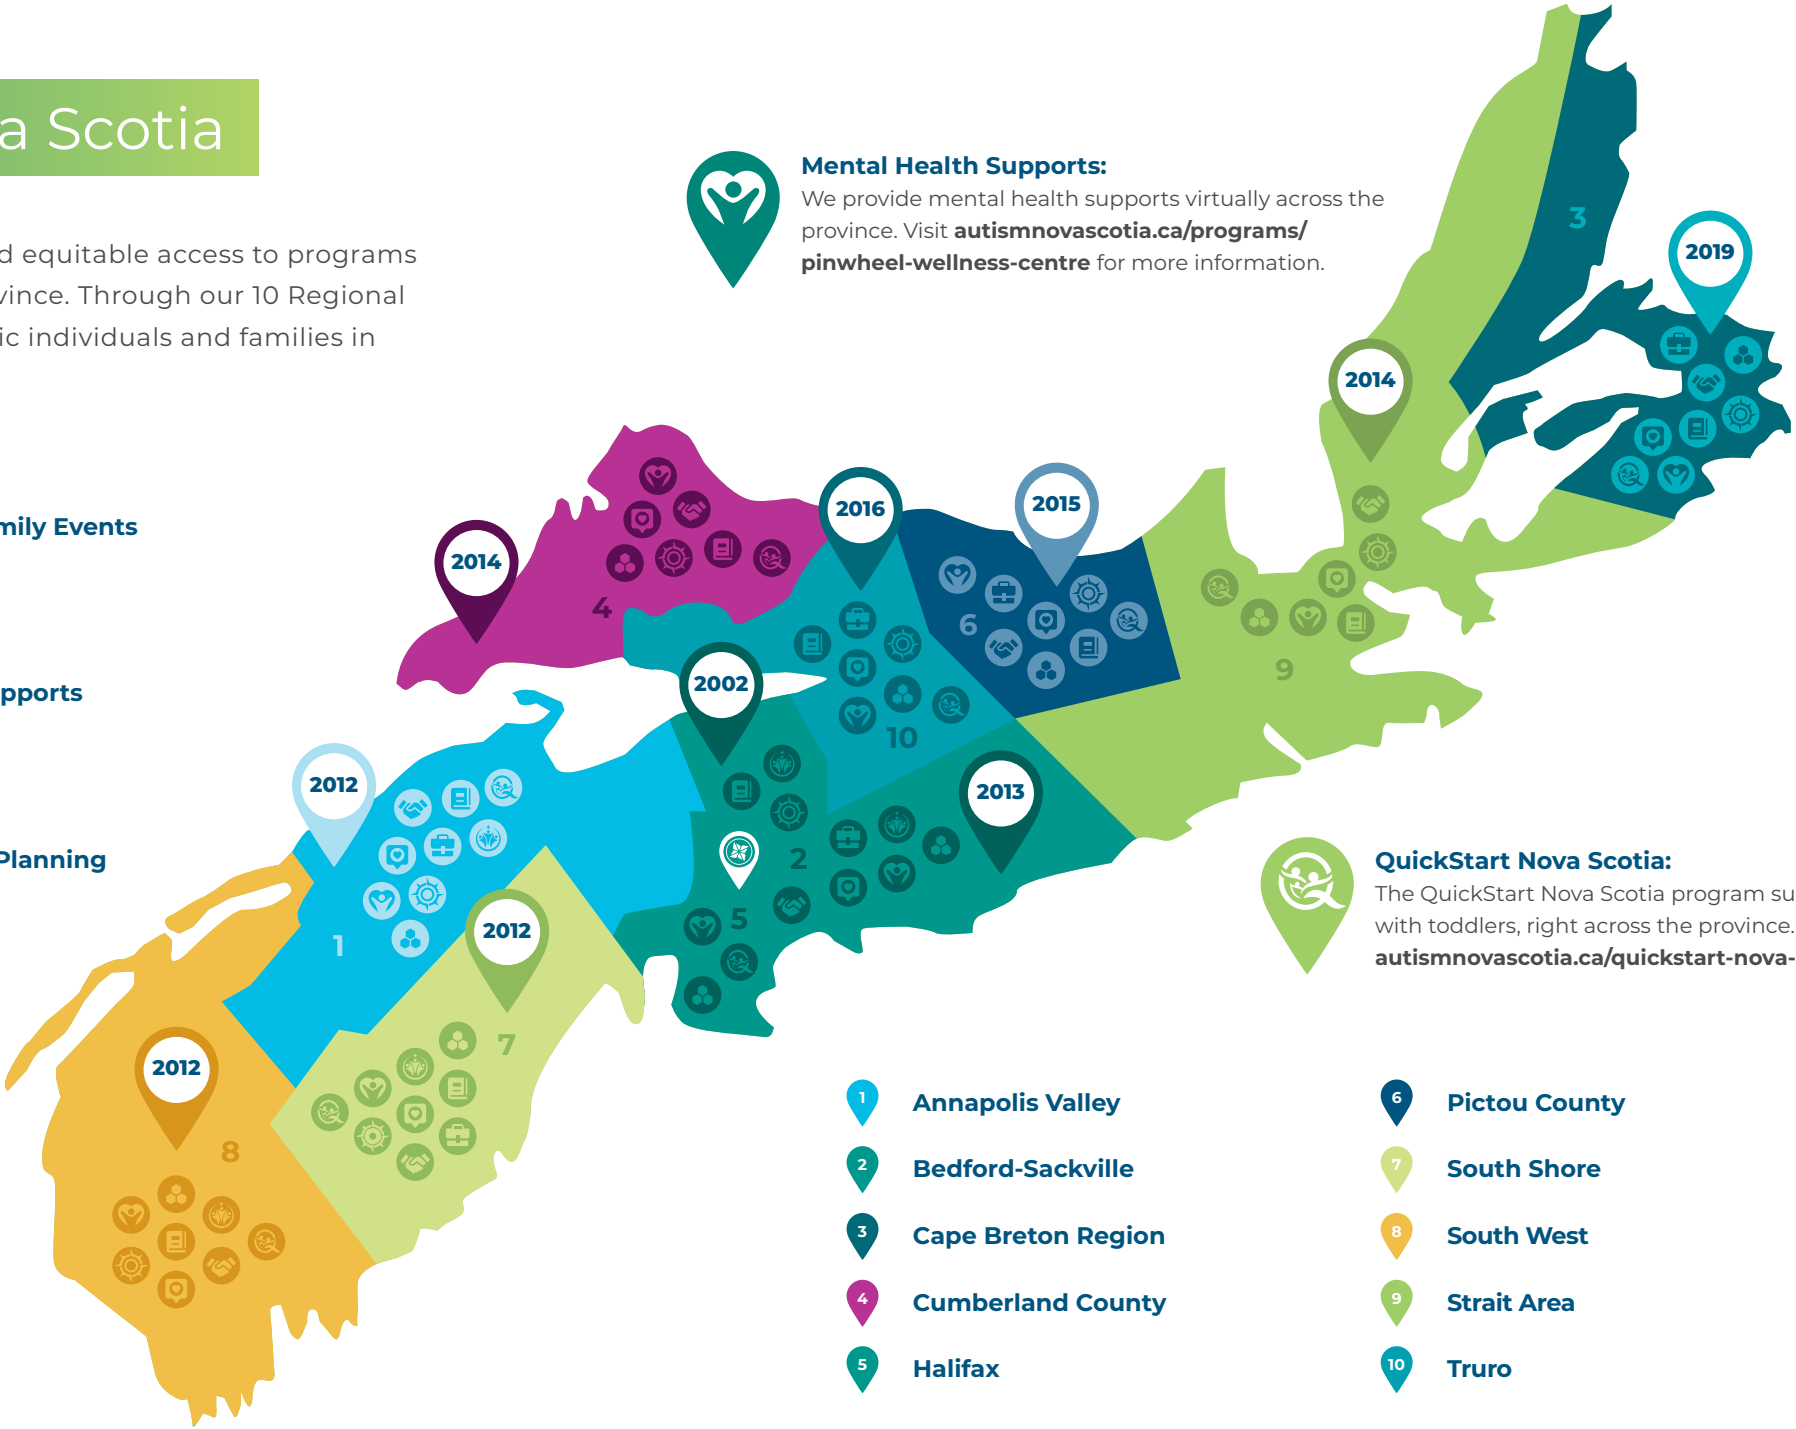 a Scotia
d equitable access to programs
vince. Through our 10 Regional
ic individuals and families in
mily Events
pports
Planning
Mental Health Supports:
We provide mental health supports virtually across the
province. Visit autismnovascotia.ca/programs/
pinwheel-wellness-centre for more information.
3
2019
2014
2014
4
2016
2015
6
9
2002
10
2012
2013
2
5
1
2012
7
2012
8
QuickStart Nova Scotia:
The QuickStart Nova Scotia program su
with toddlers, right across the province.
autismnovascotia.ca/quickstart-nova-
1 Annapolis Valley
2 Bedford-Sackville
3 Cape Breton Region
4 Cumberland County
5 Halifax
6 Pictou County
7 South Shore
8 South West
9 Strait Area
10 Truro